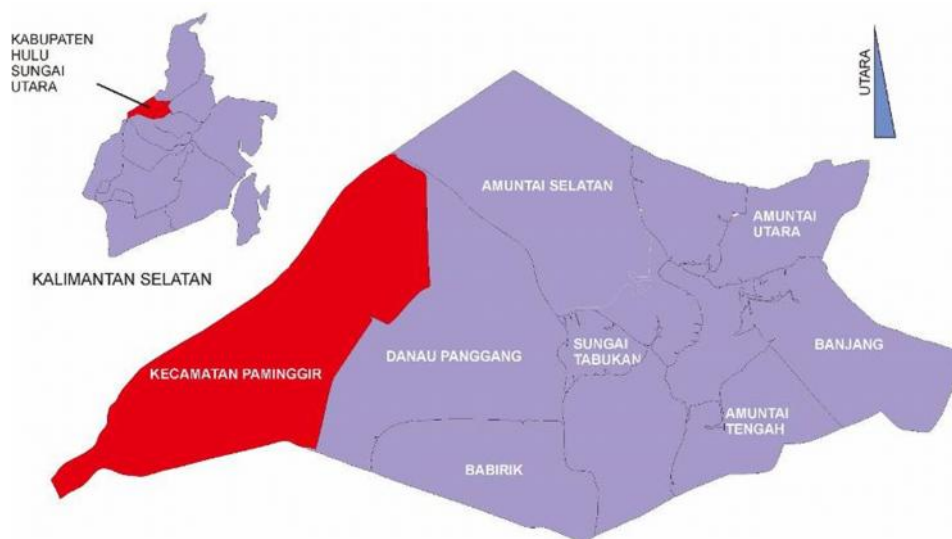 KABUPATEN
HULU
SUNGAI
UTARA
UTARA
KALIMANTAN SELATAN
AMUNTAI SELATAN
AMUNTAI
UTARA
KECAMATAN PAMINGGIR
DANAU PANGGANG
SUNGAI
TABUKAN
BANJANG
AMUNTAI
TENGAH
BABIRIK